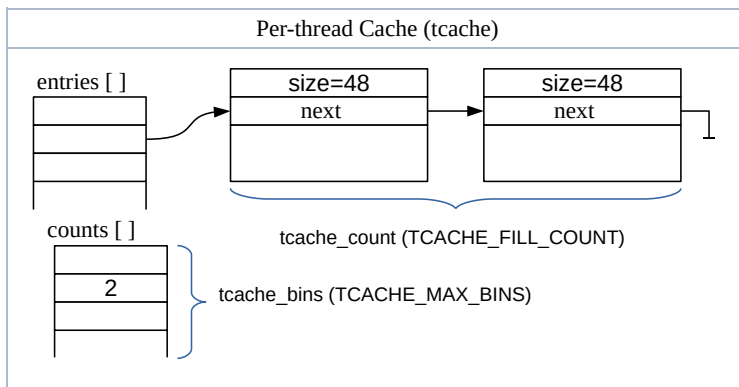 Per-thread Cache (tcache)
entries [ ]
size=48
next
size=48
next
tcache_count (TCACHE_FILL_COUNT)
counts [ ]
2
tcache_bins (TCACHE_MAX_BINS)